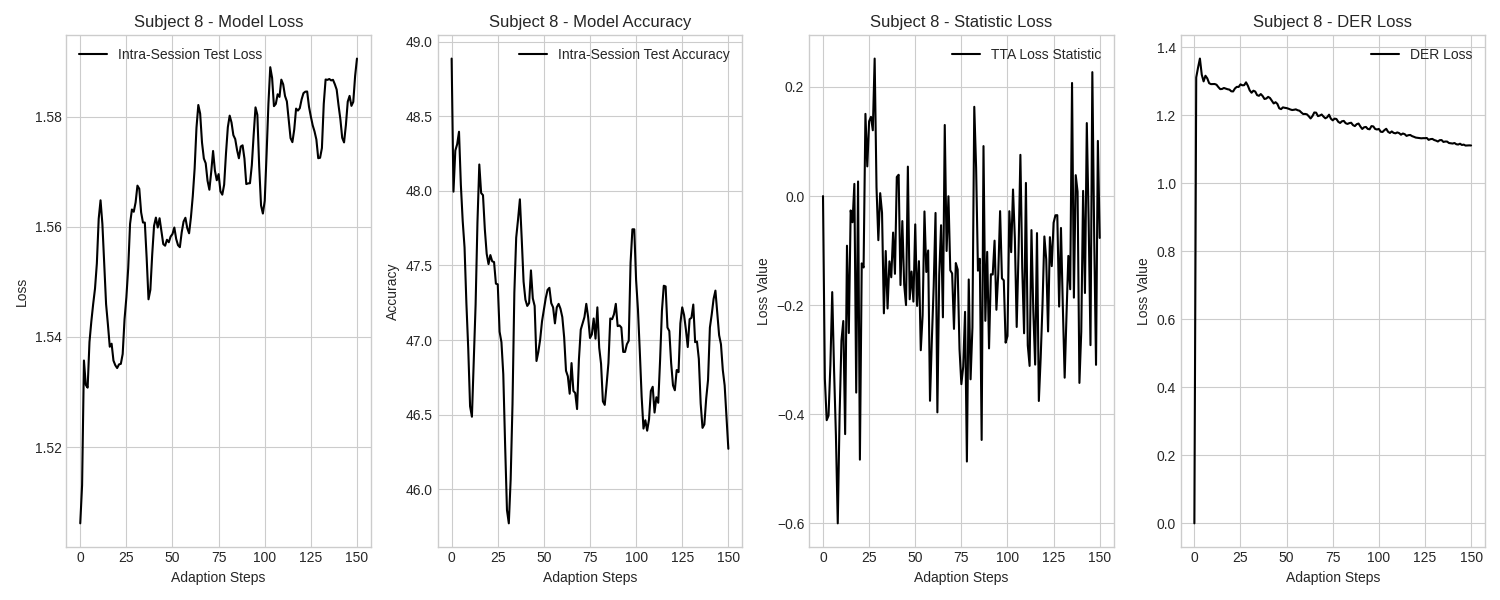 Subject 8 - Model Loss
Intra-Session Test Loss
Loss
1.58
1.56
1.54
1.52
0 25 50 75 100 125 150
Adaption Steps
Subject 8 - Model Accuracy
Intra-Session Test Accuracy
Accuracy
49.0
48.5
48.0
47.5
47.0
46.5
46.0
0 25 50 75 100 125 150
Adaption Steps
Subject 8 - Statistic Loss
TTA Loss Statistic
Loss Value
0.2
0.0
−0.2
−0.4
−0.6
0 25 50 75 100 125 150
Adaption Steps
Subject 8 - DER Loss
DER Loss
Loss Value
1.4
1.2
1.0
0.8
0.6
0.4
0.2
0.0
0 25 50 75 100 125 150
Adaption Steps